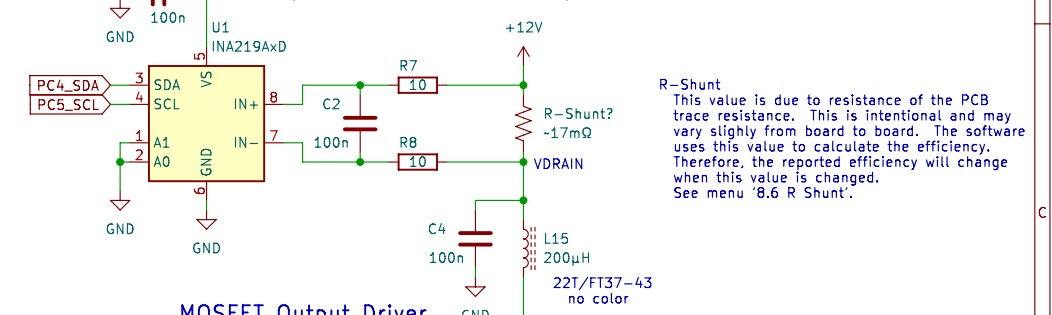 100n
GND
U1
INA219AxD
+12V
5
VS
R7
10
PC4_SDA
3
SDA
PC5_SCL
4
SCL
IN+
8
C2
100n
R-Shunt?
~17mΩ
1
A1
IN-
7
2
A0
GND
6
R8
10
VDRAIN
GND
GND
C4
100n
L15
200µH
22T/FT37-43
no color
R-Shunt
This value is due to resistance of the PCB
trace resistance.  This is intentional and may
vary slighly from board to board.  The software
uses this value to calculate the efficiency.
Therefore, the reported efficiency will change
when this value is changed.
See menu '8.6 R Shunt'.
C
MOSFET Output Driver
GND